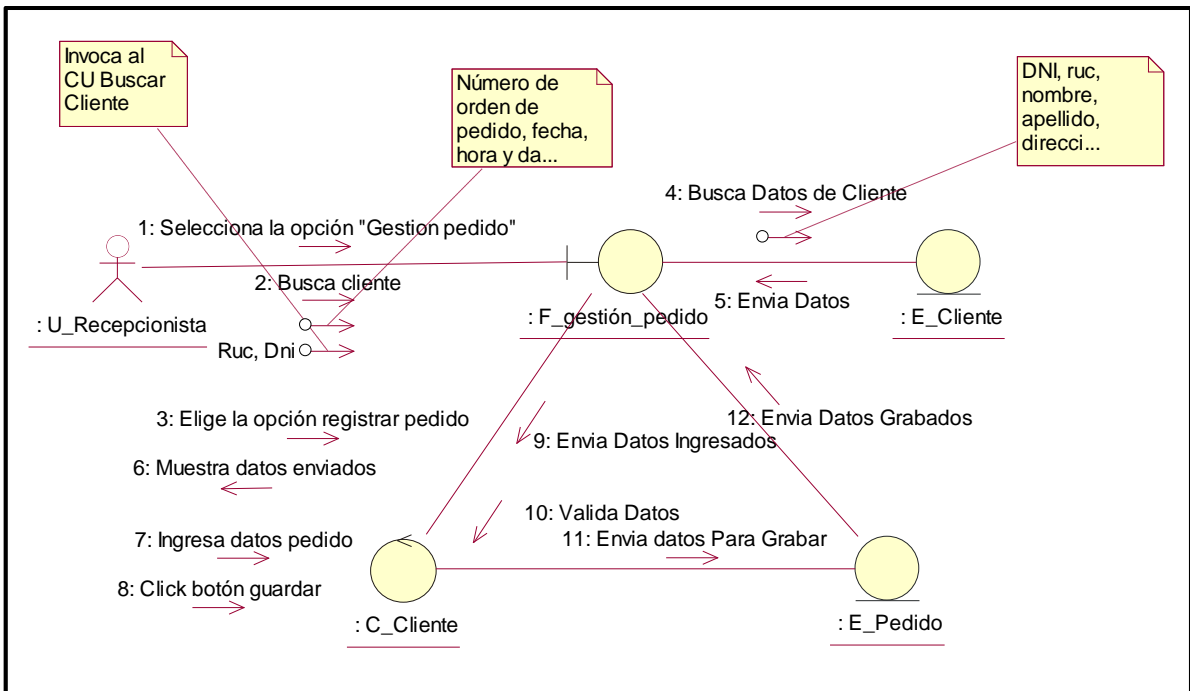 Invoca al
CU Buscar
Cliente
Número de
orden de
pedido, fecha,
hora y da...
DNI, ruc,
nombre,
apellido,
direcci...
4: Busca Datos de Cliente
1: Selecciona la opción "Gestion pedido"
2: Busca cliente
5: Envia Datos
: U_Recepcionista
: F_gestión_pedido
: E_Cliente
Ruc, Dni
3: Elige la opción registrar pedido
12: Envia Datos Grabados
9: Envia Datos Ingresados
6: Muestra datos enviados
10: Valida Datos
7: Ingresa datos pedido
11: Envia datos Para Grabar
8: Click botón guardar
: C_Cliente
: E_Pedido